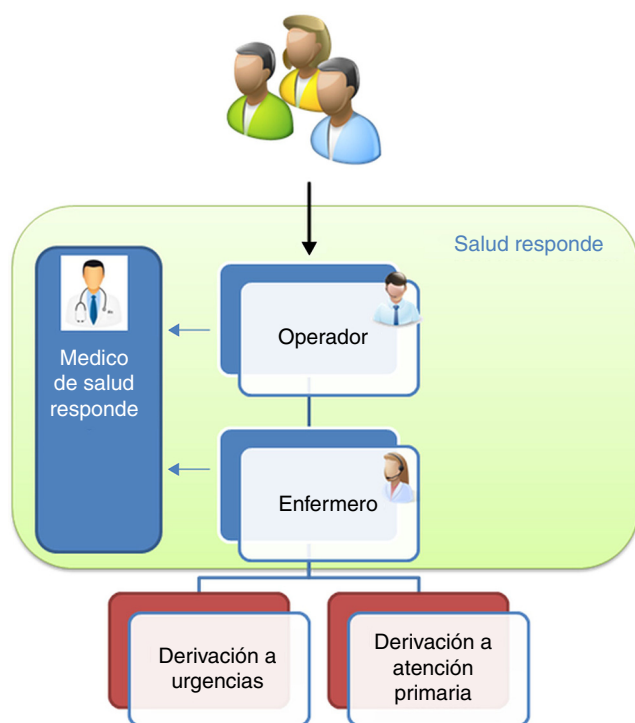 Salud responde
Operador
Medico
de salud
responde
Enfermero
Derivación a
urgencias
Derivación a
atención
primaria